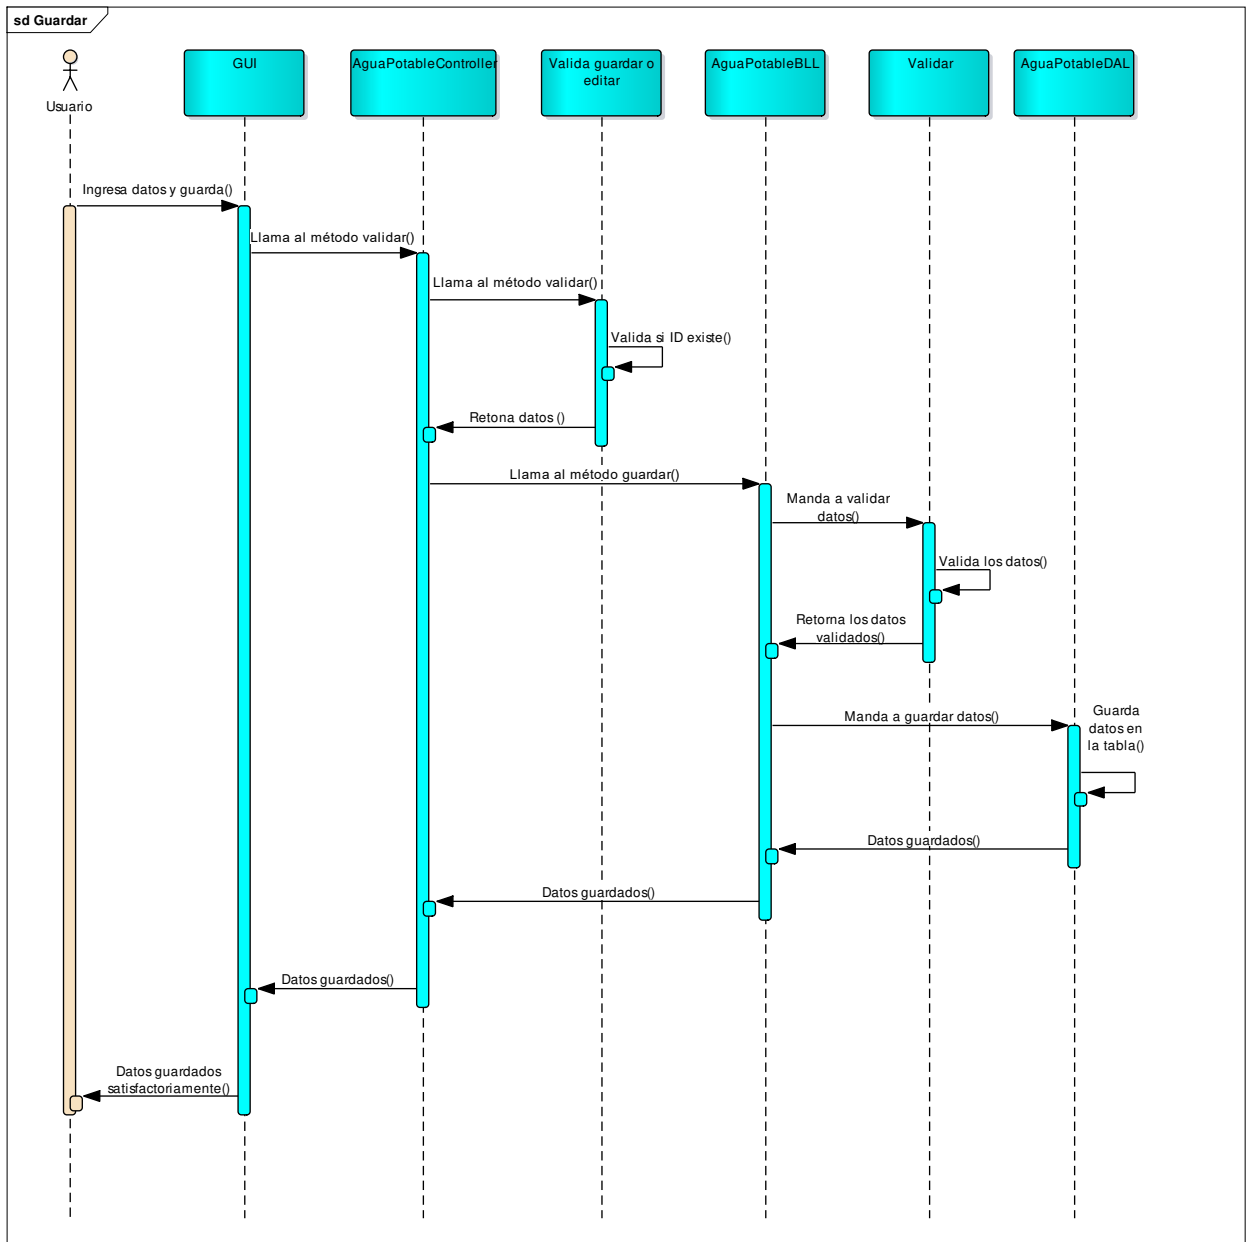 sd Guardar
Usuario
GUI
AguaPotableController
Valida guardar o
editar
AguaPotableBLL
Validar
AguaPotableDAL
Ingresa datos y guarda()
Llama al método validar()
Llama al método validar()
Valida si ID existe()
Retona datos ()
Llama al método guardar()
Manda a validar
datos()
Valida los datos()
Retorna los datos
validados()
Manda a guardar datos()
Guarda
datos en
la tabla()
Datos guardados()
Datos guardados()
Datos guardados()
Datos guardados
satisfactoriamente()